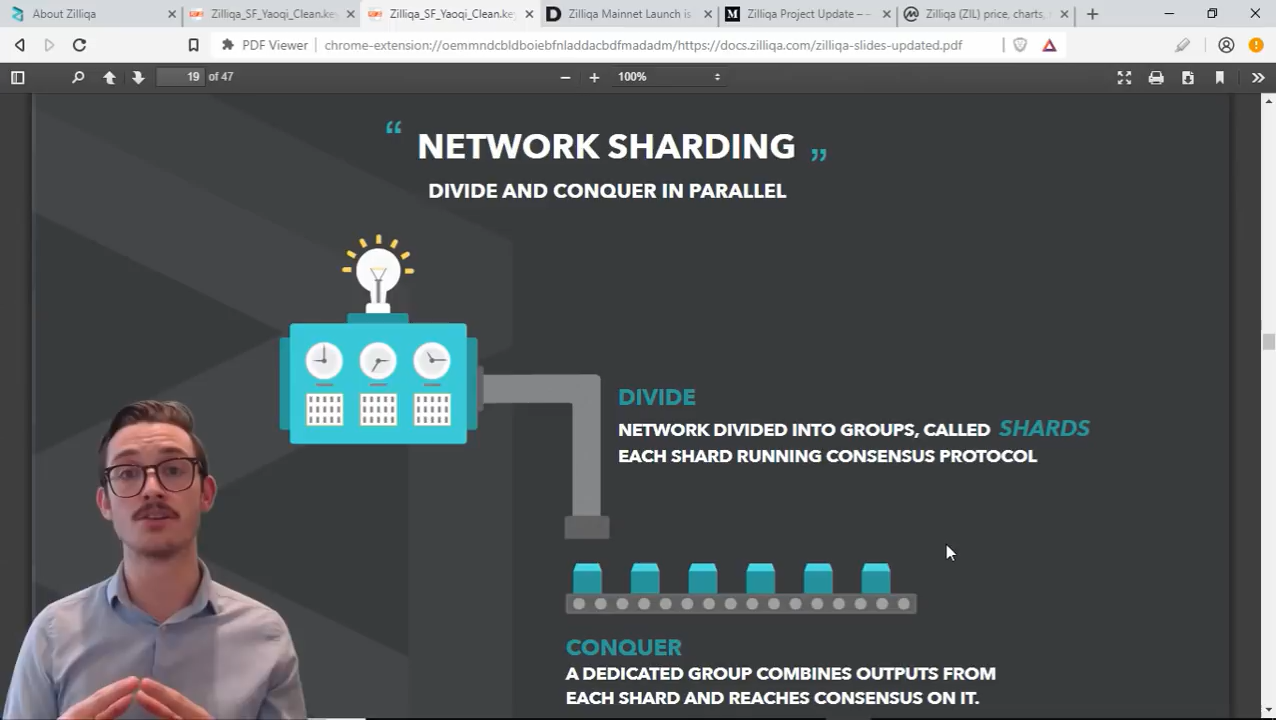 About Zilliqa
Zilliqa_SF_Yaoqi_Clean.key
Zilliqa_SF_Yaoqi_Clean.key
Zilliqa Mainnet Launch is
Zilliqa Project Update – –
Zilliqa (ZIL) price, charts,
PDF Viewer
chrome-extension://oemmndcbldboiebfnladdacbdfmadadm/https://docs.zilliqa.com/zilliqa-slides-updated.pdf
19 of 47
100%
“ NETWORK SHARDING ”
DIVIDE AND CONQUER IN PARALLEL
DIVIDE
NETWORK DIVIDED INTO GROUPS, CALLED SHARDS
EACH SHARD RUNNING CONSENSUS PROTOCOL
CONQUER
A DEDICATED GROUP COMBINES OUTPUTS FROM
EACH SHARD AND REACHES CONSENSUS ON IT.